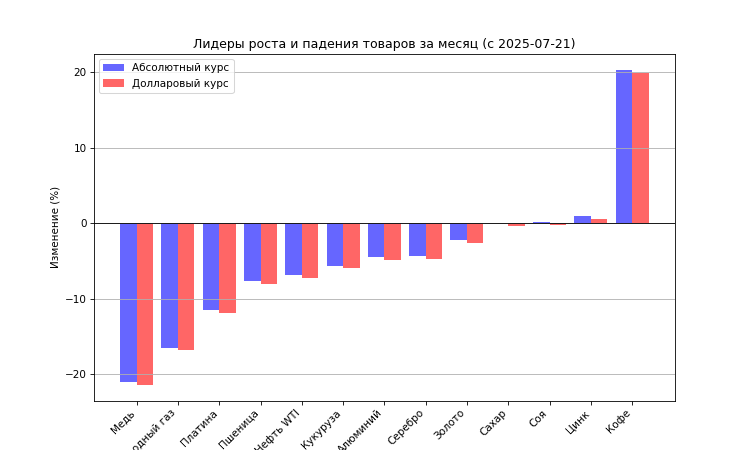 Лидеры роста и падения товаров за месяц (с 2025-07-21)
Абсолютный курс
Долларовый курс
Изменение (%)
20
10
0
−10
−20
Медь
одный газ
Платина
Пшеница
Нефть WTI
Кукуруза
Алюминий
Серебро
Золото
Сахар
Соя
Цинк
Кофе